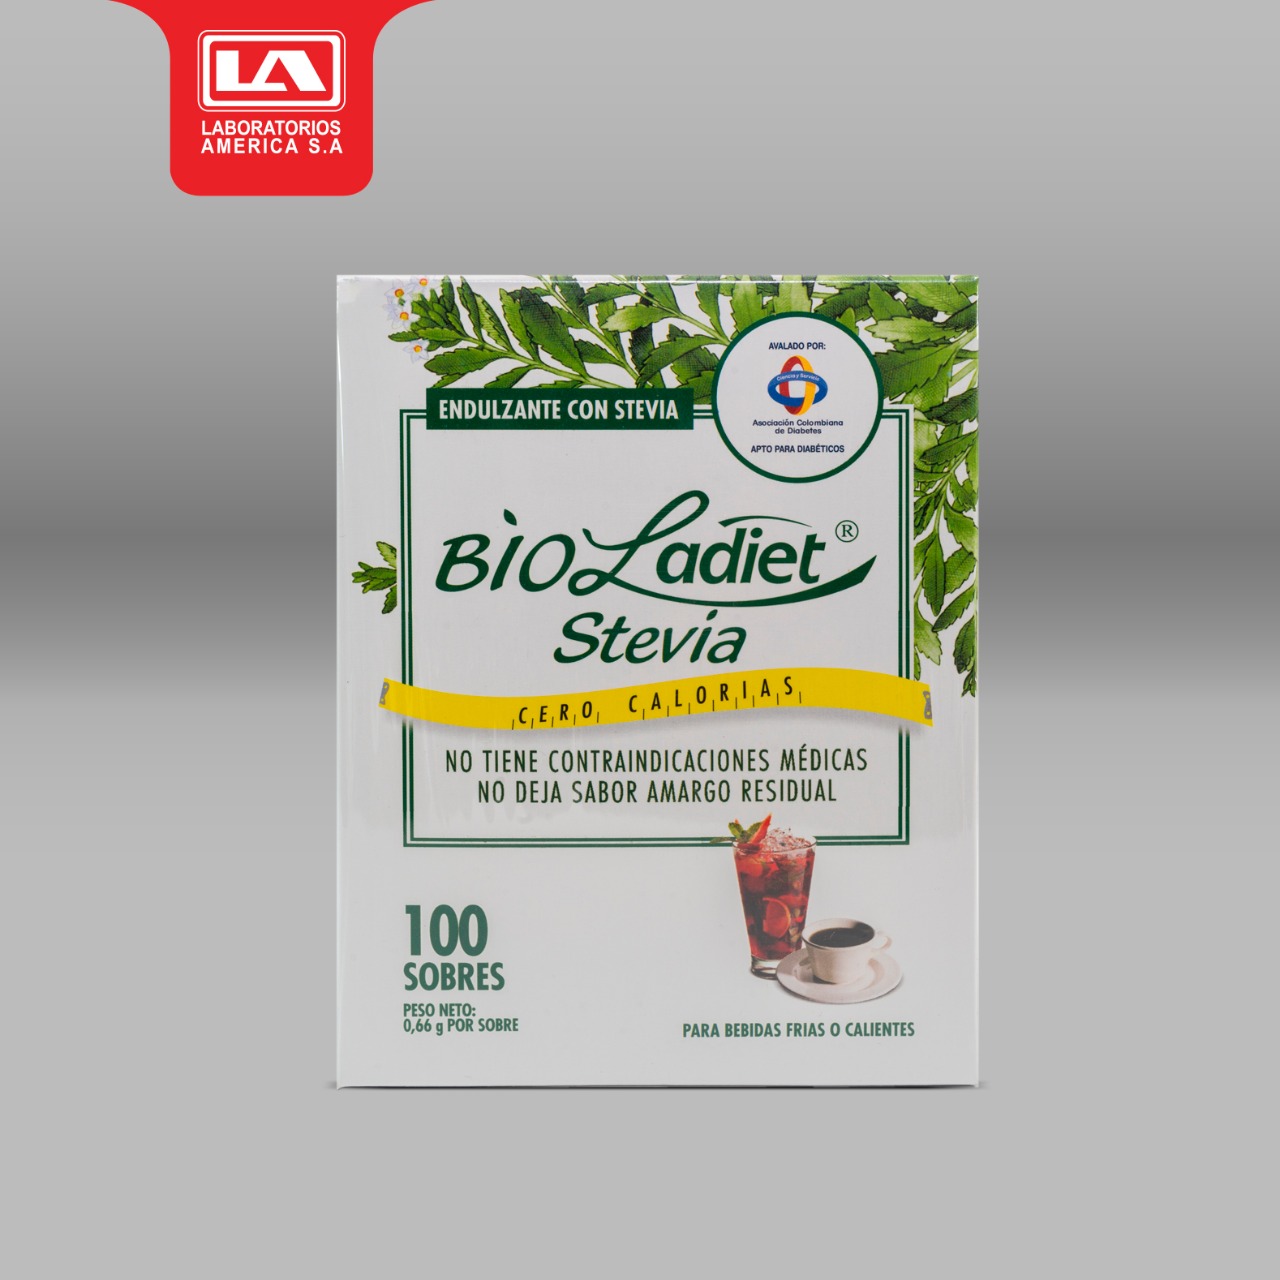 LA
LABORATORIOS
AMERICA S.A
AVALADO POR:
Ciencia y Servicio
Asociación Colombiana
de Diabetes
APTO PARA DIABÉTICOS
ENDULZANTE CON STEVIA
BIOLadiet®
Stevia
CERO CALORIAS
NO TIENE CONTRAINDICACIONES MÉDICAS
NO DEJA SABOR AMARGO RESIDUAL
100
SOBRES
PESO NETO:
0,66 g POR SOBRE
PARA BEBIDAS FRIAS O CALIENTES